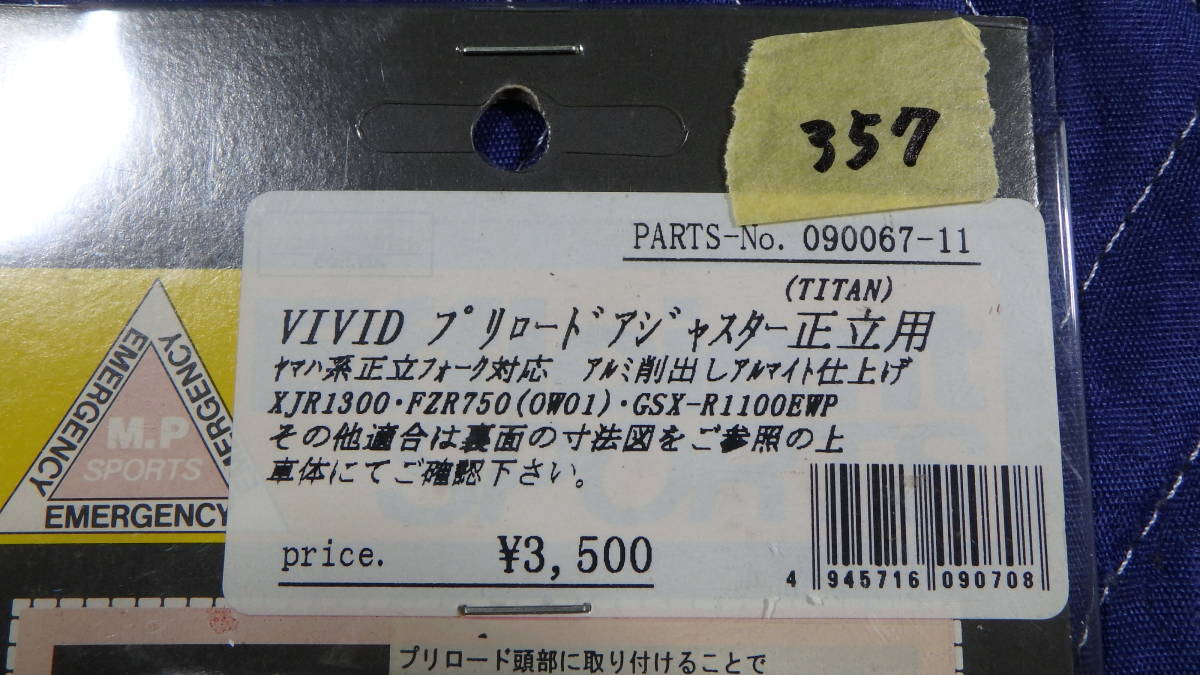 357
PARTS-No. 090067-11
(TITAN)
VIVID プリロードアジャスター正立用
ヤマハ系正立フォーク対応 アルミ削出しアルマイト仕上げ
XJR1300・FZR750(OW01)・GSX-R1100EWP
その他適合は裏面の寸法図をご参照の上
車体にてご確認下さい。
price. ¥3,500
4 945716 090708
EMERGENCY
EMERGENCY
M.P
SPORTS
EMERGENCY
プリロード頭部に取り付けることで